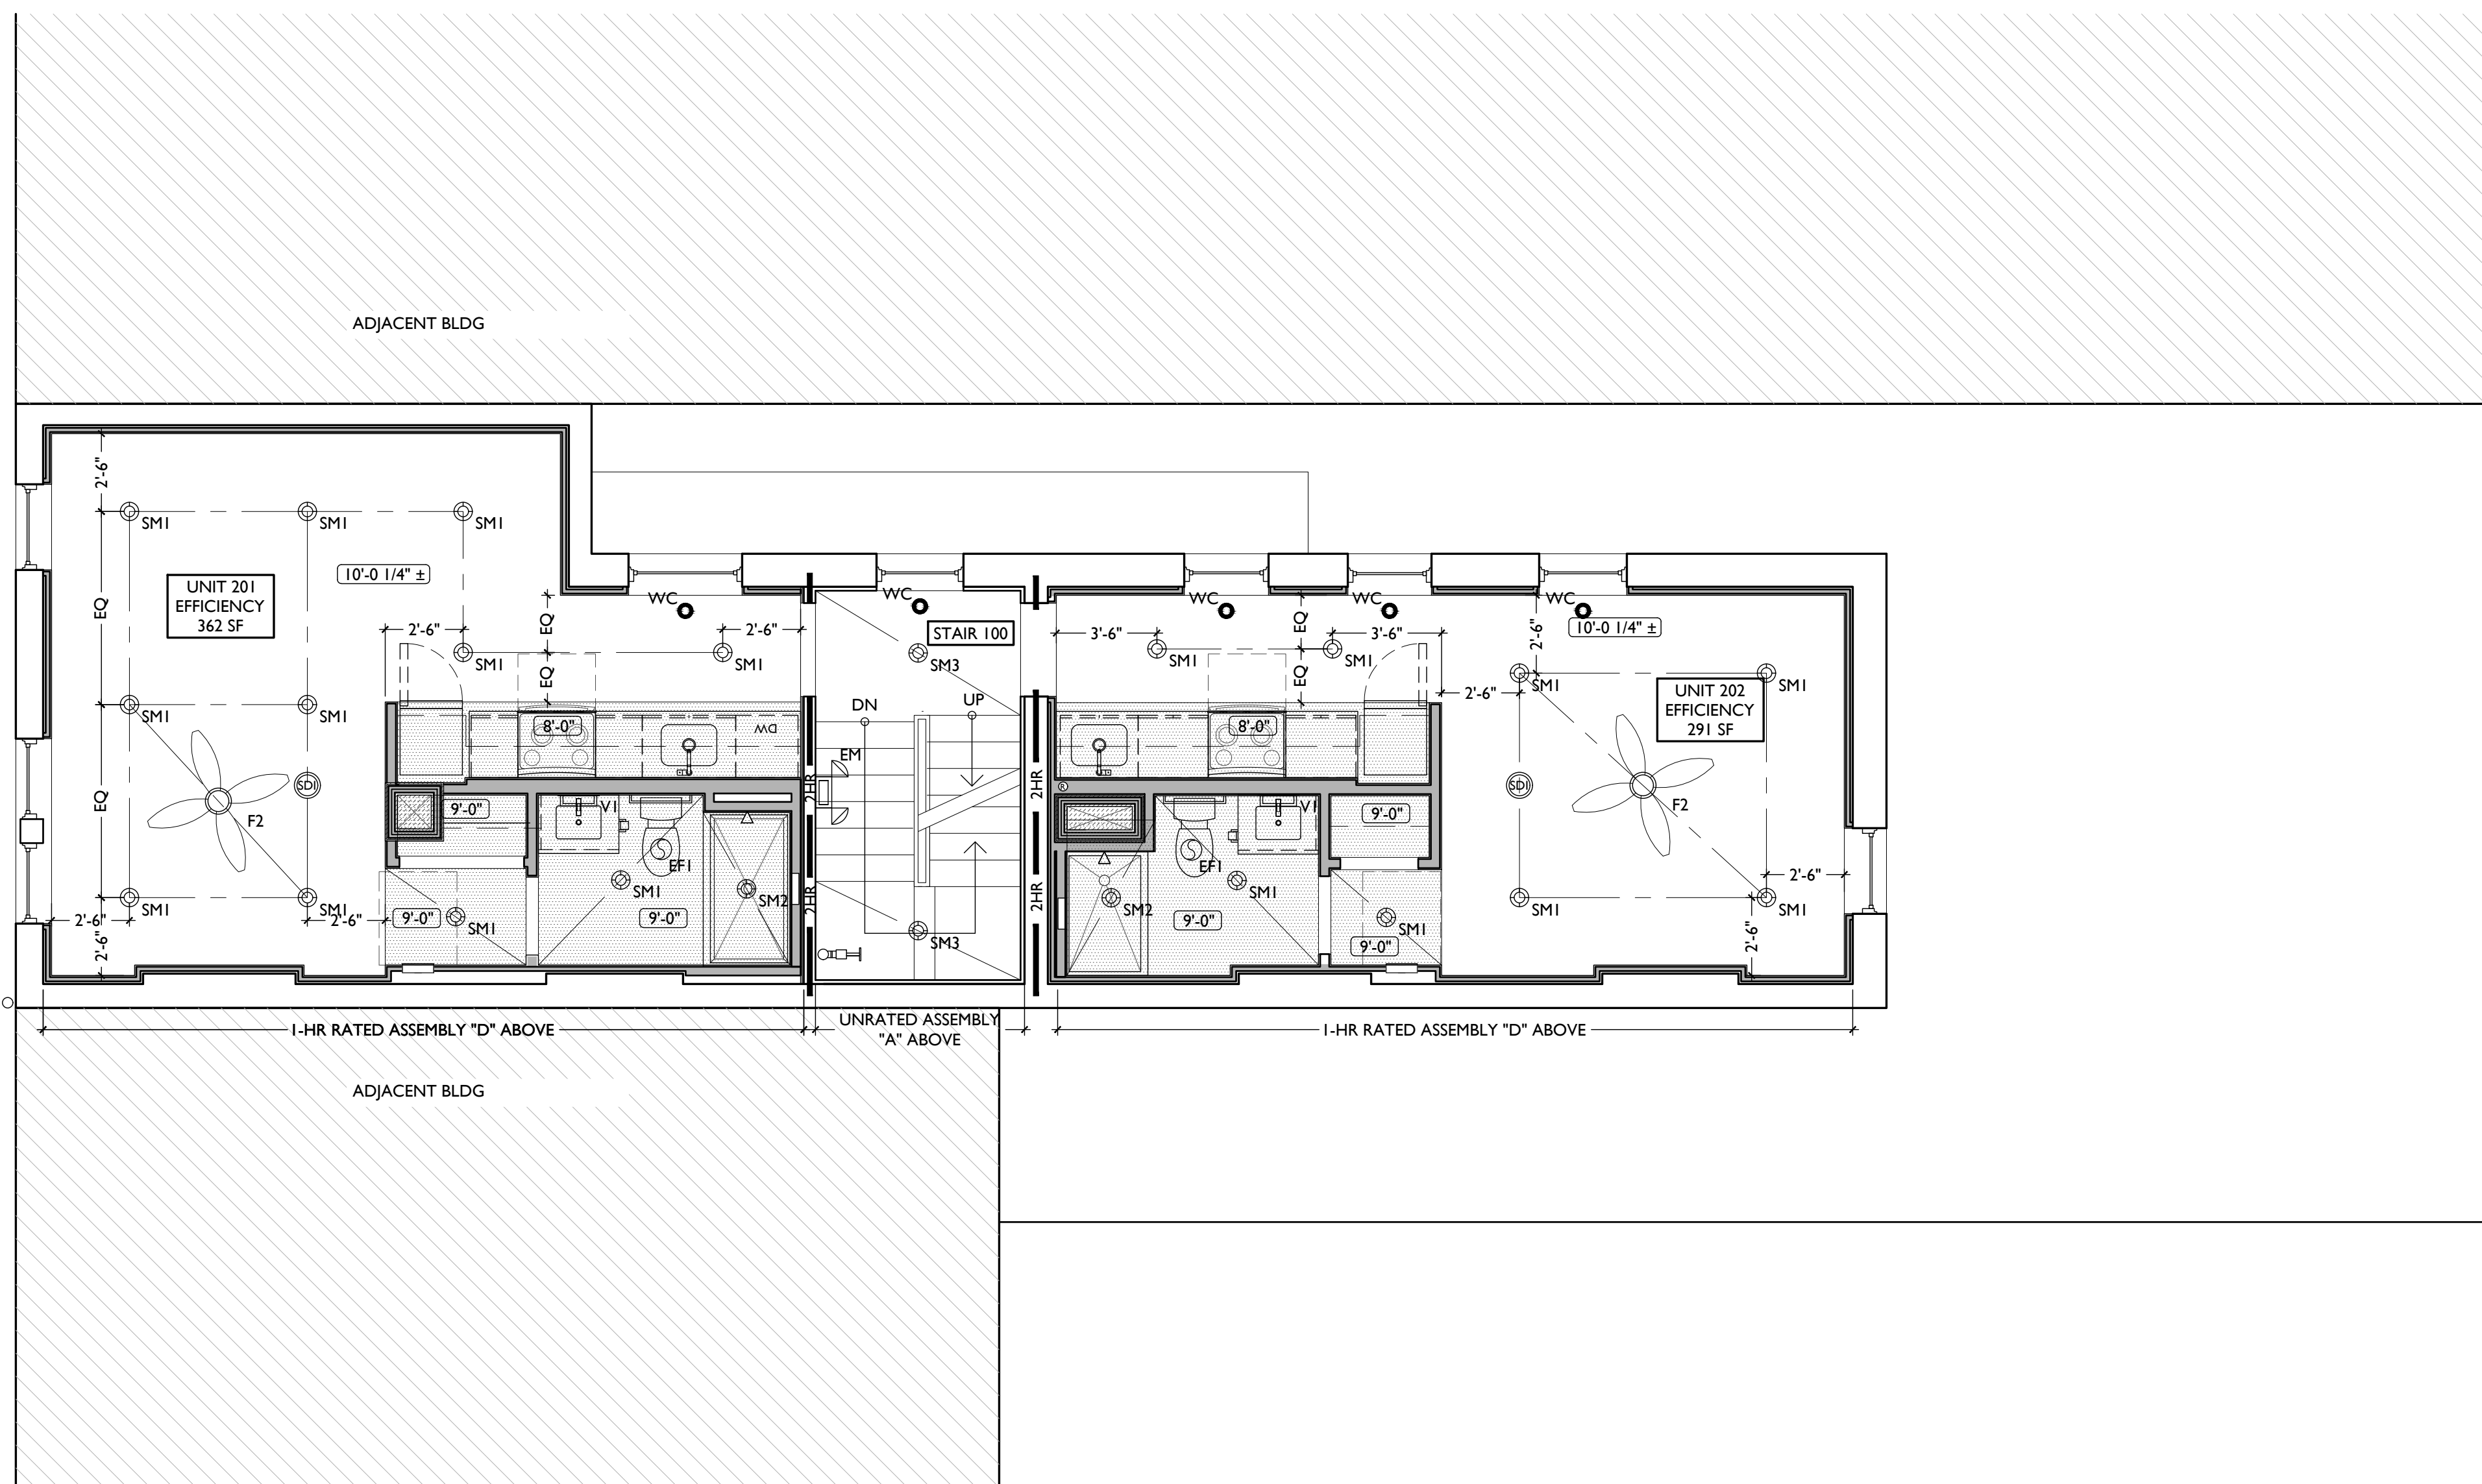 ADJACENT BLDG
2'-6"
SM1
SM1
SM1
10'-0 1/4" ±
UNIT 201
EFFICIENCY
362 SF
EQ
WC
WC
WC
WC
WC
2'-6"
EQ
2'-6"
STAIR 100
3'-6"
EQ
3'-6"
2'-6"
10'-0 1/4" ±
SM1
EQ
SM1
SM3
SM1
EQ
SM1
2'-6"
SM1
SM1
UNIT 202
EFFICIENCY
291 SF
SM1
SM1
8'-0"
DW
DN
UP
8'-0"
EM
2HR
2HR
SD1
R
SD1
EQ
F2
9'-0"
V1
V1
9'-0"
F2
EF1
EF1
SM1
SM1
2'-6"
SM2
2HR
2HR
SM1
SM1
2'-6"
2'-6"
9'-0"
SM1
9'-0"
SM2
9'-0"
SM1
SM1
SM1
2'-6"
SM3
9'-0"
2'-6"
1-HR RATED ASSEMBLY "D" ABOVE
UNRATED ASSEMBLY
"A" ABOVE
1-HR RATED ASSEMBLY "D" ABOVE
ADJACENT BLDG